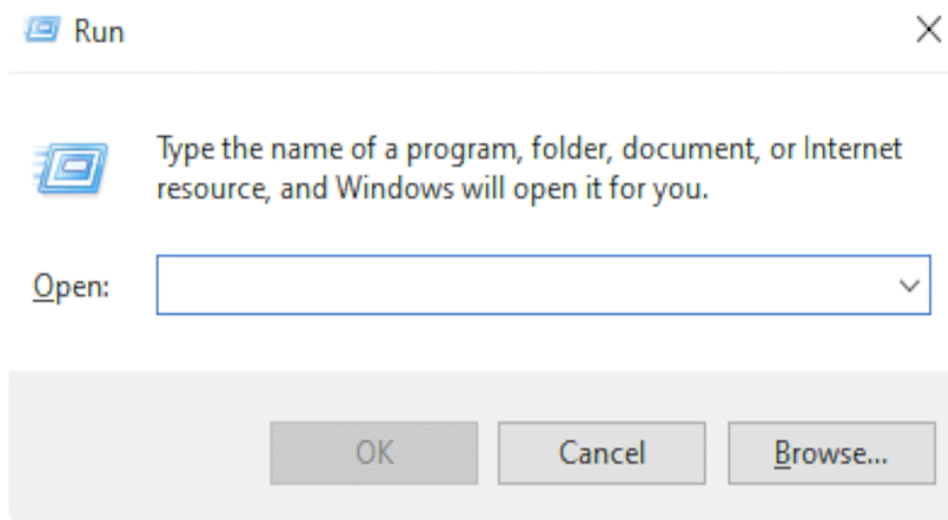 Run
Type the name of a program, folder, document, or Internet
resource, and Windows will open it for you.
Open:
OK
Cancel
Browse...